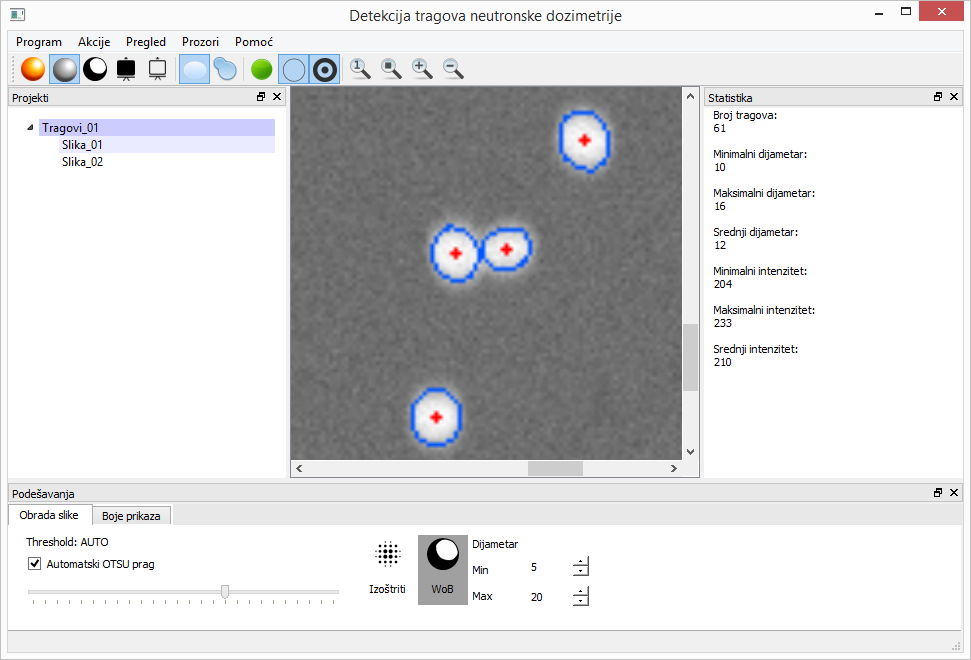 Detekcija tragova neutronske dozimetrije
Program Akcije Pregled Prozori Pomoć
1
Projekti
Tragovi_01
Slika_01
Slika_02
Statistika
Broj tragova:
61
Minimalni dijametar:
10
Maksimalni dijametar:
16
Srednji dijametar:
12
Minimalni intenzitet:
204
Maksimalni intenzitet:
233
Srednji intenzitet:
210
Podešavanja
Obrada slike Boje prikaza
Threshold: AUTO
Automatski OTSU prag
Izoštriti
WoB
Dijametar
Min 5
Max 20